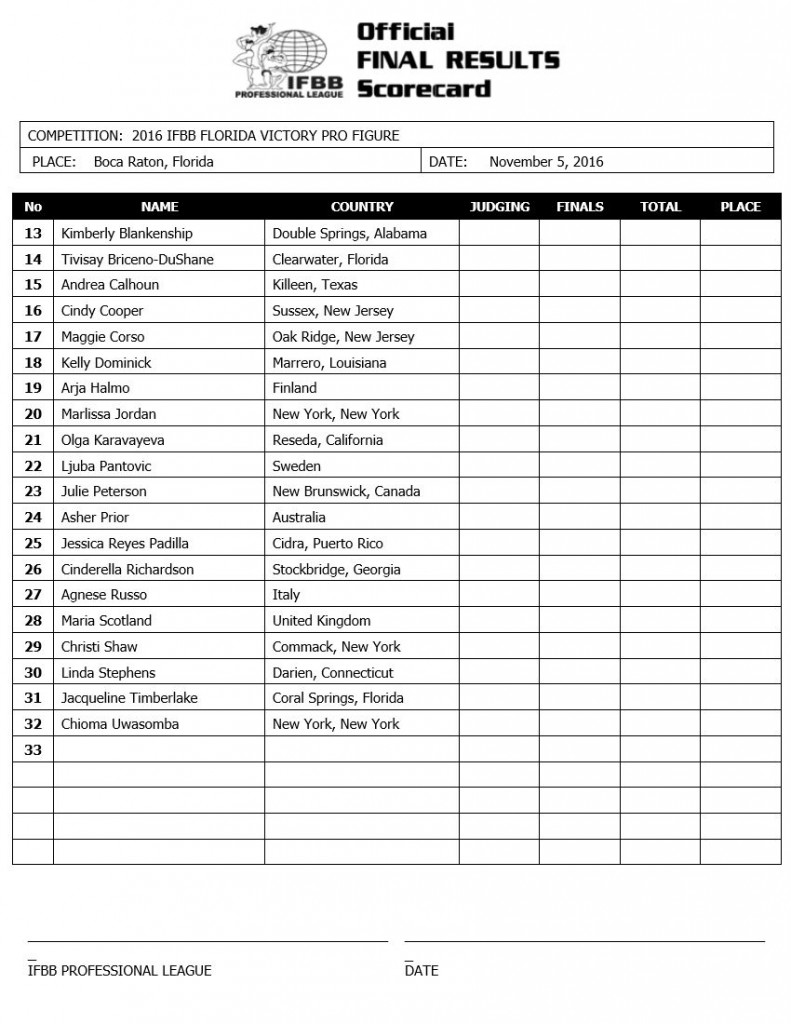 Official
FINAL RESULTS
Scorecard
IFBB
PROFESSIONAL LEAGUE
COMPETITION: 2016 IFBB FLORIDA VICTORY PRO FIGURE
PLACE: Boca Raton, Florida DATE: November 5, 2016
No NAME COUNTRY JUDGING FINALS TOTAL PLACE
13 Kimberly Blankenship Double Springs, Alabama
14 Tivisay Briceno-DuShane Clearwater, Florida
15 Andrea Calhoun Killeen, Texas
16 Cindy Cooper Sussex, New Jersey
17 Maggie Corso Oak Ridge, New Jersey
18 Kelly Dominick Marrero, Louisiana
19 Arja Halmo Finland
20 Marlissa Jordan New York, New York
21 Olga Karavayeva Reseda, California
22 Ljuba Pantovic Sweden
23 Julie Peterson New Brunswick, Canada
24 Asher Prior Australia
25 Jessica Reyes Padilla Cidra, Puerto Rico
26 Cinderella Richardson Stockbridge, Georgia
27 Agnese Russo Italy
28 Maria Scotland United Kingdom
29 Christi Shaw Commack, New York
30 Linda Stephens Darien, Connecticut
31 Jacqueline Timberlake Coral Springs, Florida
32 Chioma Uwasomba New York, New York
33
IFBB PROFESSIONAL LEAGUE DATE